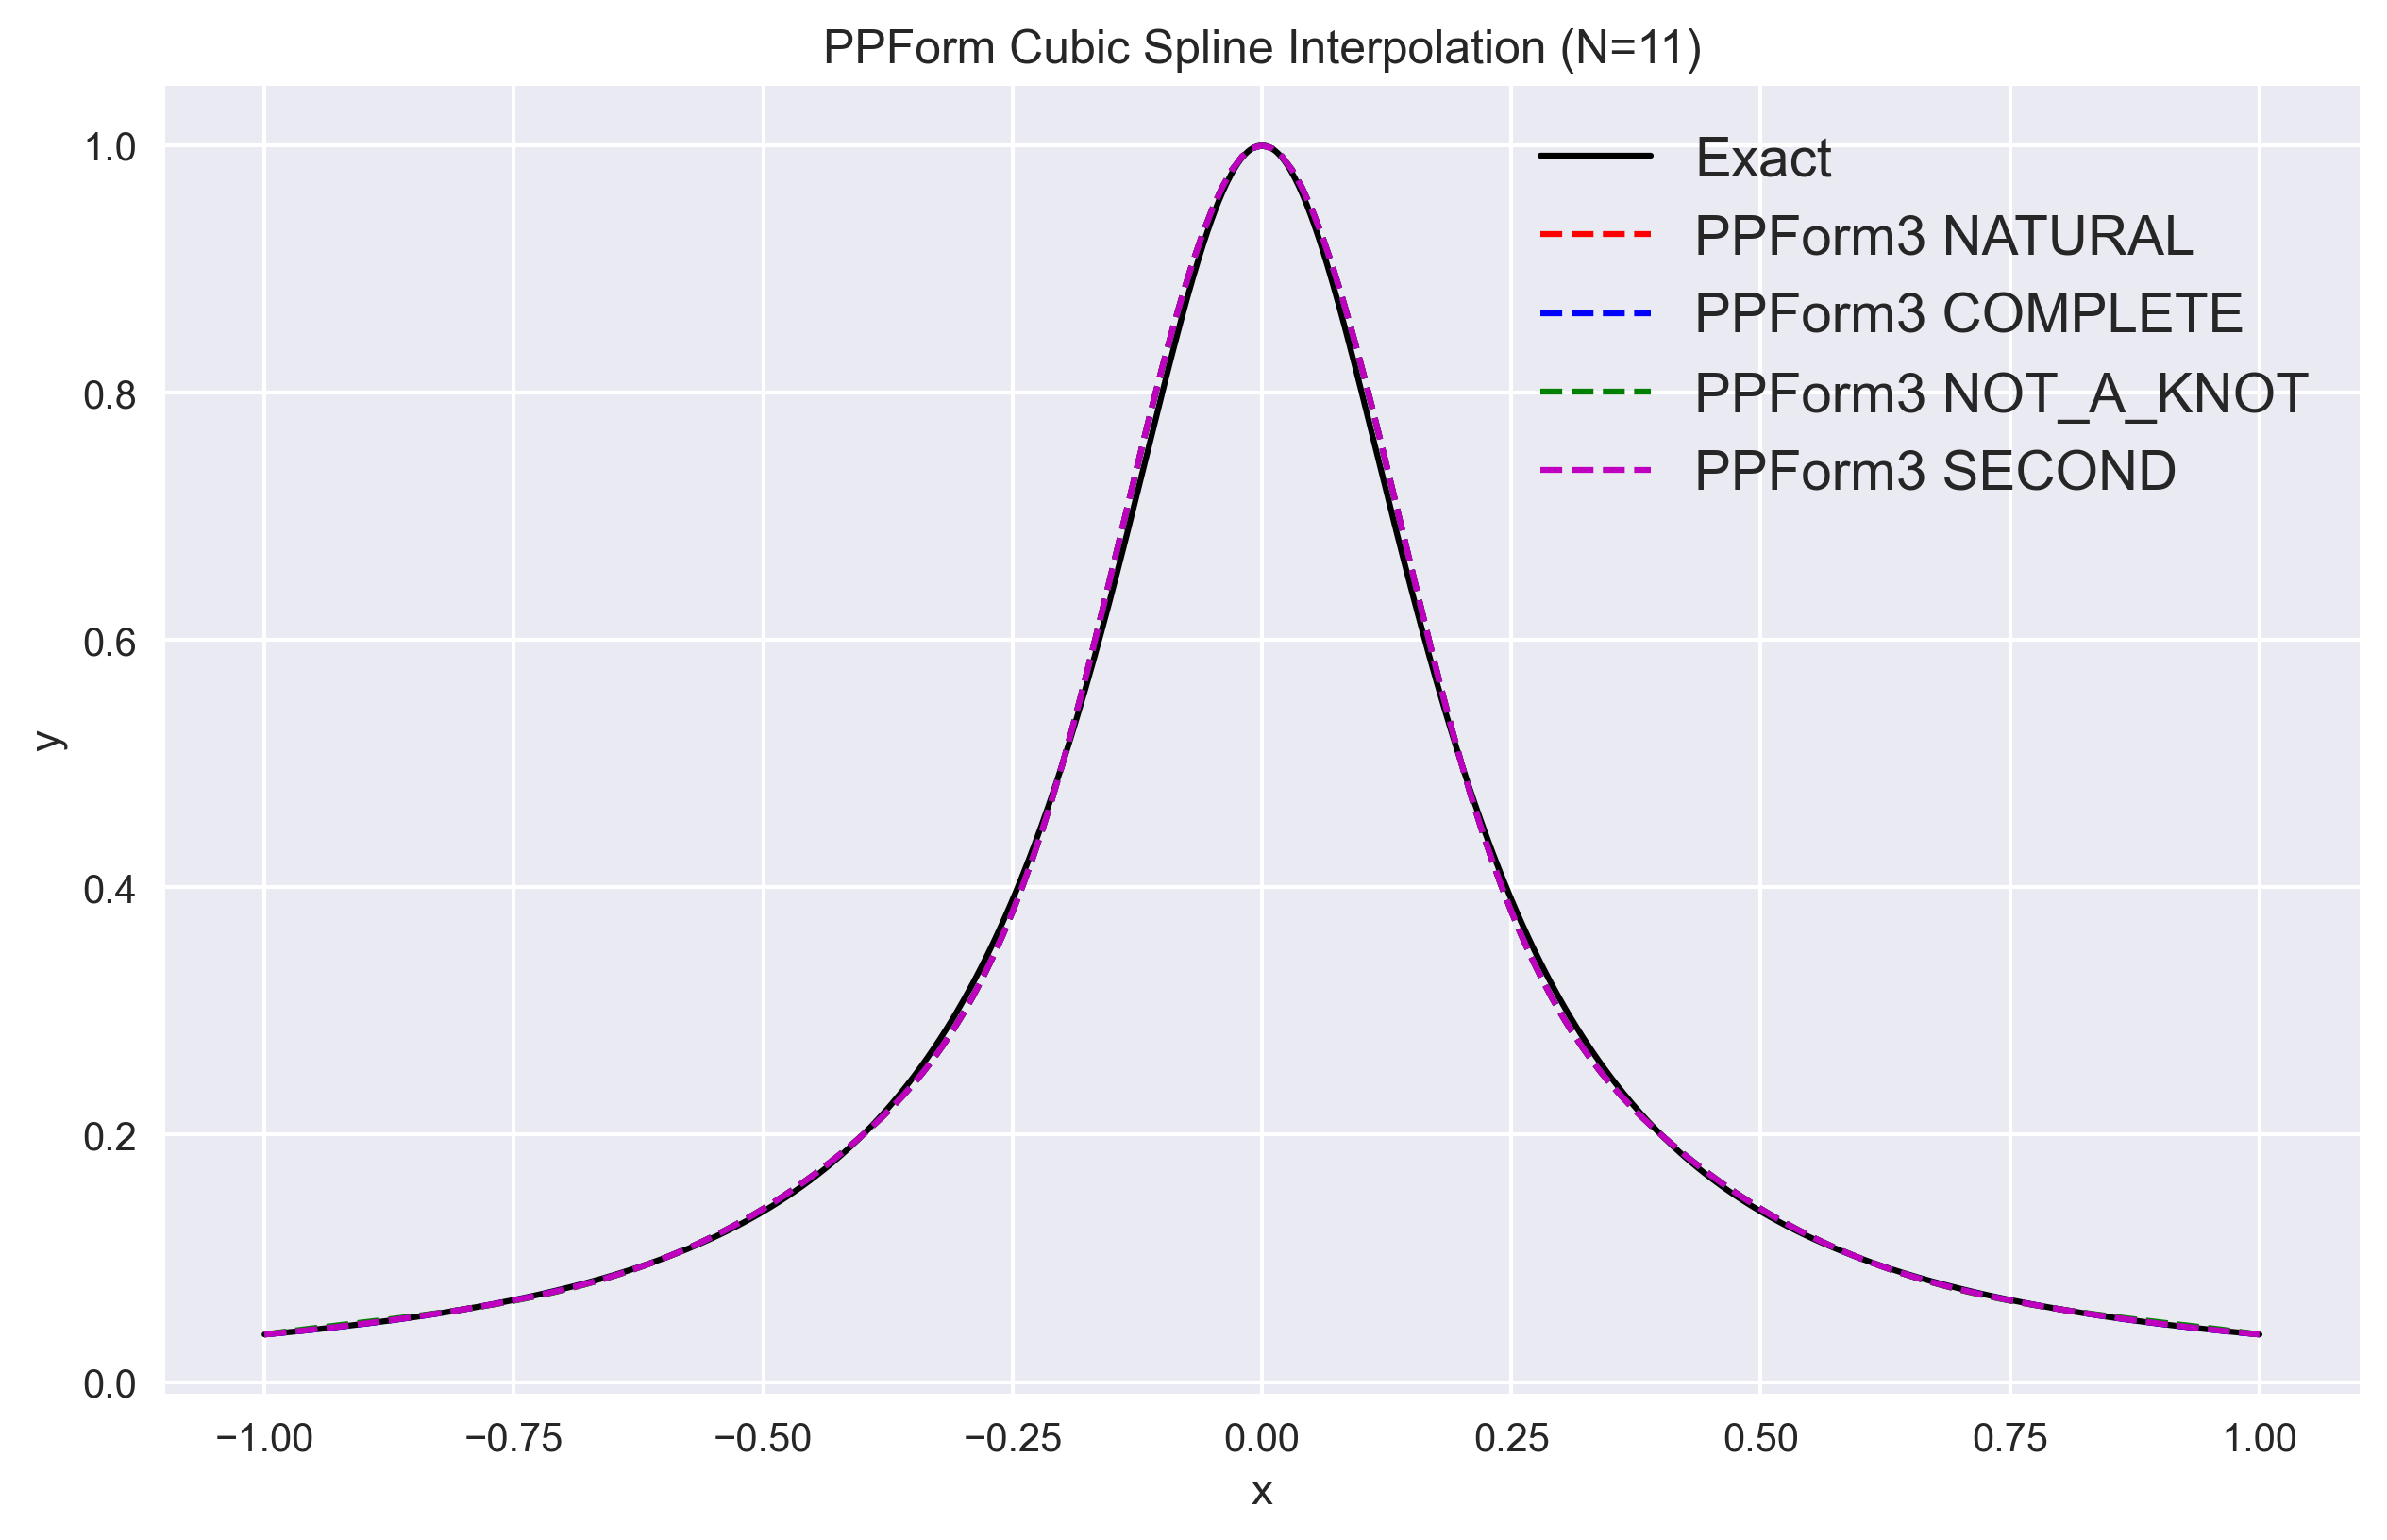 PPForm Cubic Spline Interpolation (N=11)
Exact
PPForm3 NATURAL
PPForm3 COMPLETE
PPForm3 NOT_A_KNOT
PPForm3 SECOND
1.0
0.8
0.6
0.4
0.2
0.0
y
−1.00 −0.75 −0.50 −0.25 0.00 0.25 0.50 0.75 1.00
x